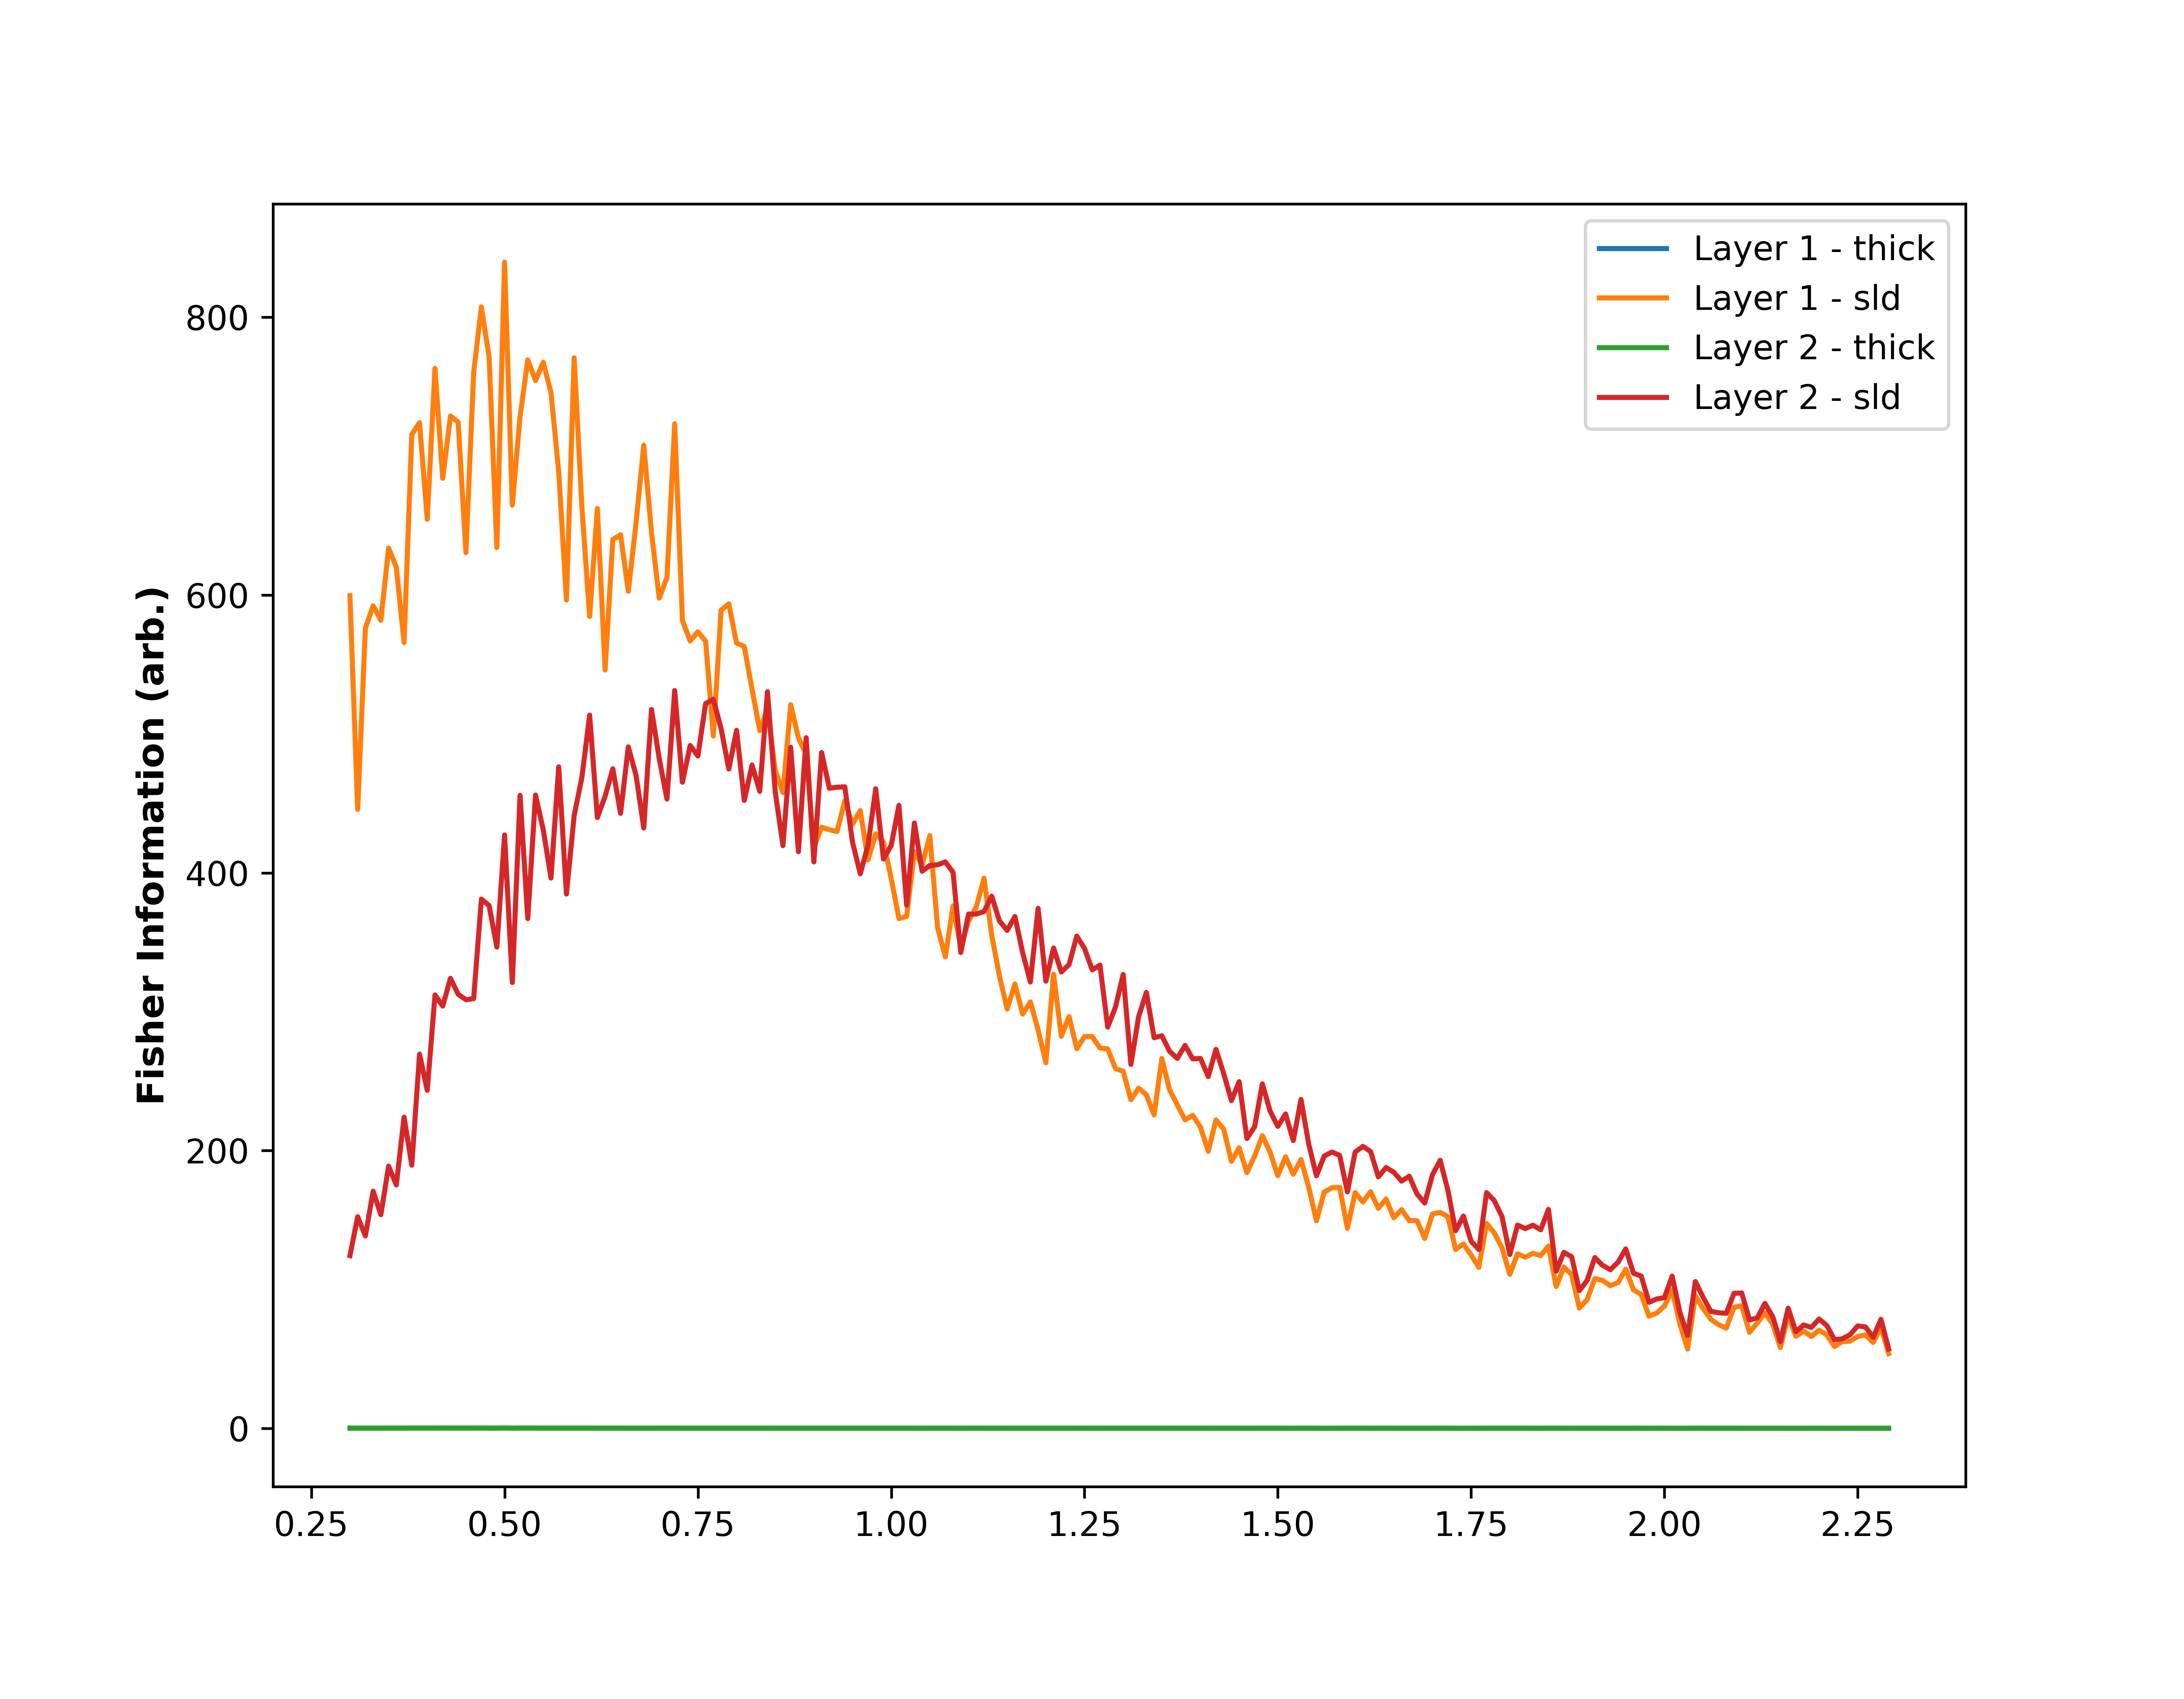 Layer 1 - thick
Layer 1 - sld
Layer 2 - thick
Layer 2 - sld
Fisher Information (arb.)
800
600
400
200
0
0.25 0.50 0.75 1.00 1.25 1.50 1.75 2.00 2.25